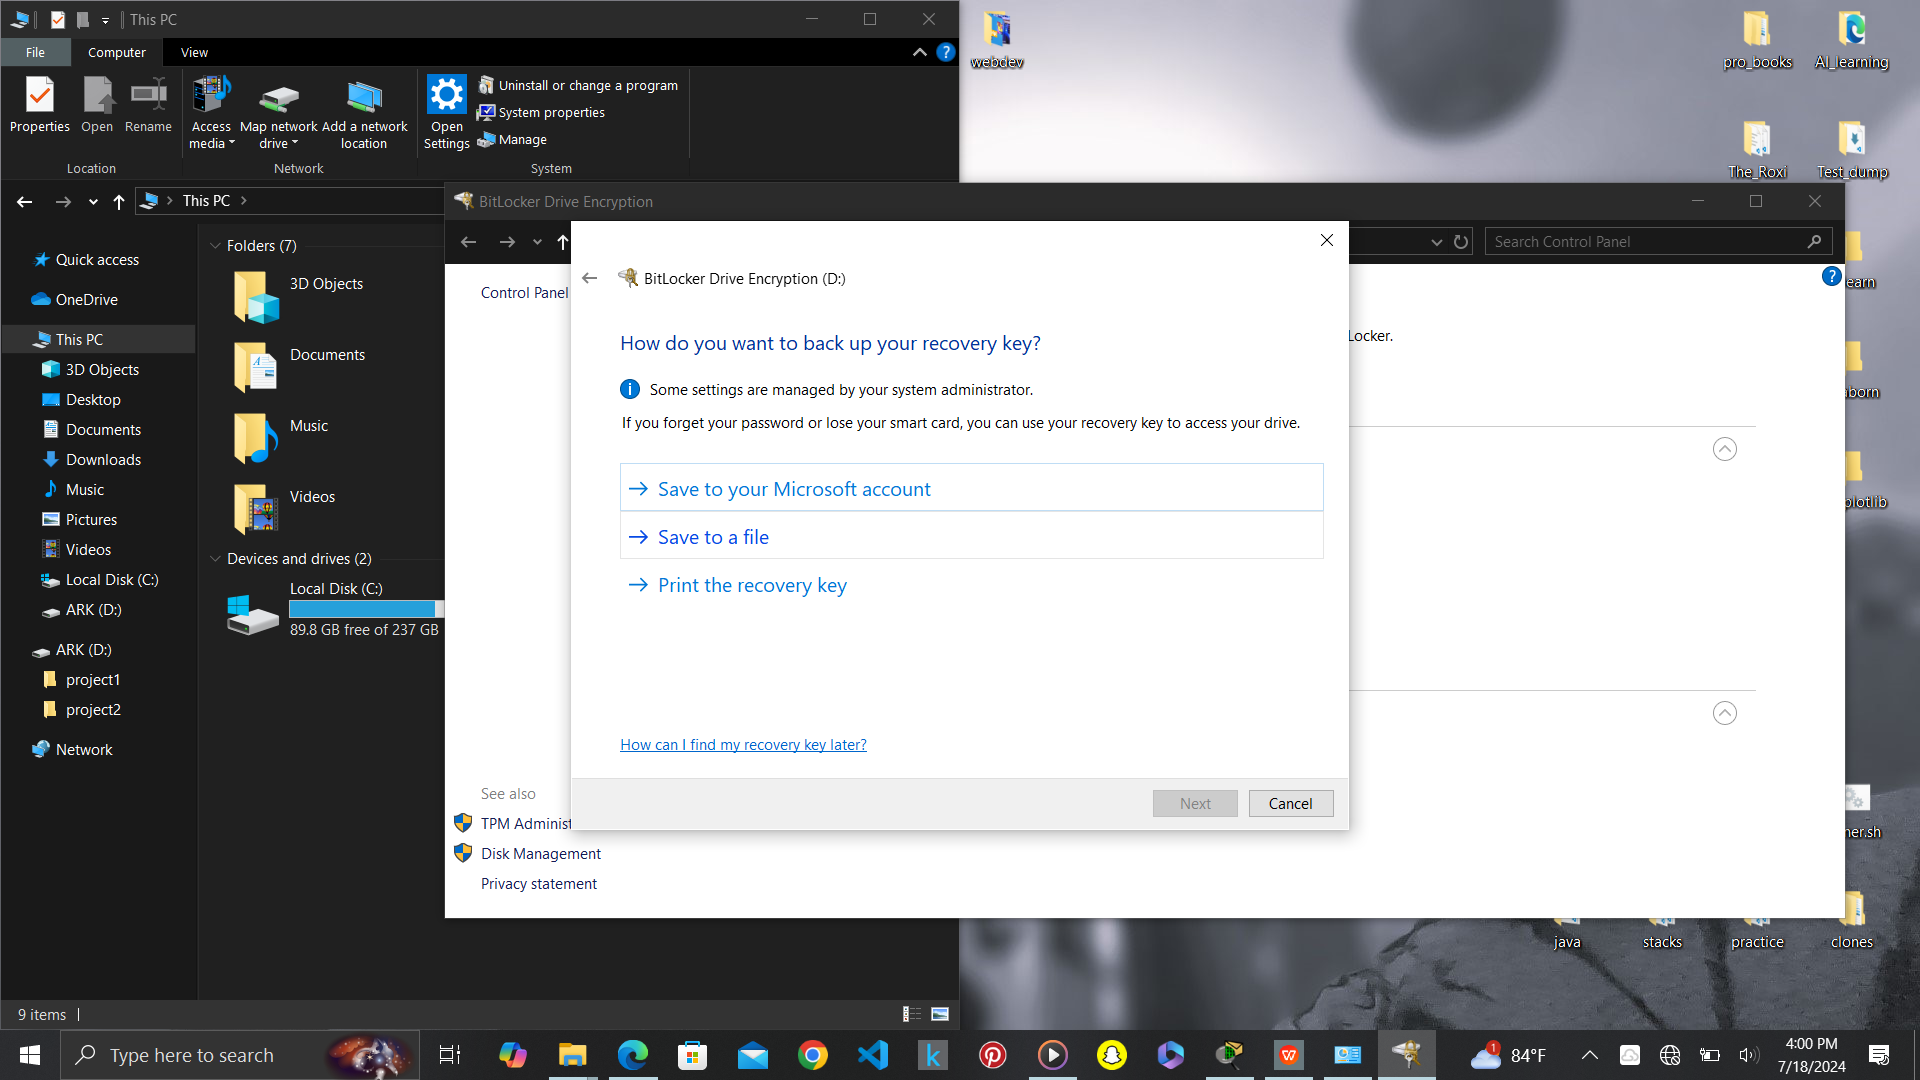 This PC
File
Computer
View
Properties
Open
Rename
Access media
Map network drive
Add a network location
Open Settings
Uninstall or change a program
System properties
Manage
Location
Network
System
This PC
Quick access
OneDrive
This PC
3D Objects
Desktop
Documents
Downloads
Music
Pictures
Videos
Local Disk (C:)
ARK (D:)
ARK (D:)
project1
project2
Network
Folders (7)
3D Objects
Documents
Music
Videos
Devices and drives (2)
Local Disk (C:)
89.8 GB free of 237 GB
9 items
BitLocker Drive Encryption
Search Control Panel
Control Panel
Locker.
See also
TPM Administ
Disk Management
Privacy statement
BitLocker Drive Encryption (D:)
How do you want to back up your recovery key?
Some settings are managed by your system administrator.
If you forget your password or lose your smart card, you can use your recovery key to access your drive.
Save to your Microsoft account
Save to a file
Print the recovery key
How can I find my recovery key later?
Next
Cancel
webdev
pro_books
AI_learning
The_Roxi
Test_dump
earn
born
plotlib
ner.sh
java
stacks
practice
clones
Type here to search
1
84°F
4:00 PM
7/18/2024